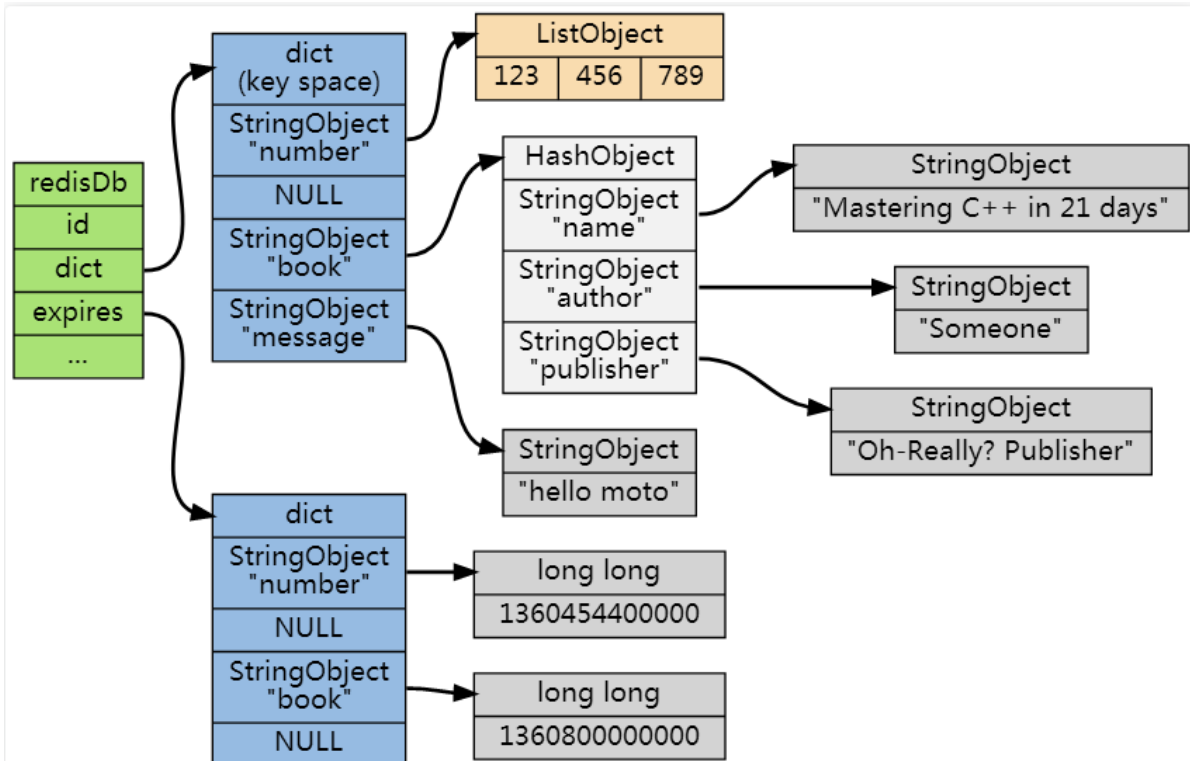 redisDb
id
dict
expires
...
dict
(key space)
StringObject
"number"
NULL
StringObject
"book"
StringObject
"message"
ListObject
123 456 789
HashObject
StringObject
"name"
StringObject
"author"
StringObject
"publisher"
StringObject
"Mastering C++ in 21 days"
StringObject
"Someone"
StringObject
"Oh-Really? Publisher"
StringObject
"hello moto"
dict
StringObject
"number"
NULL
StringObject
"book"
NULL
long long
1360454400000
long long
1360800000000